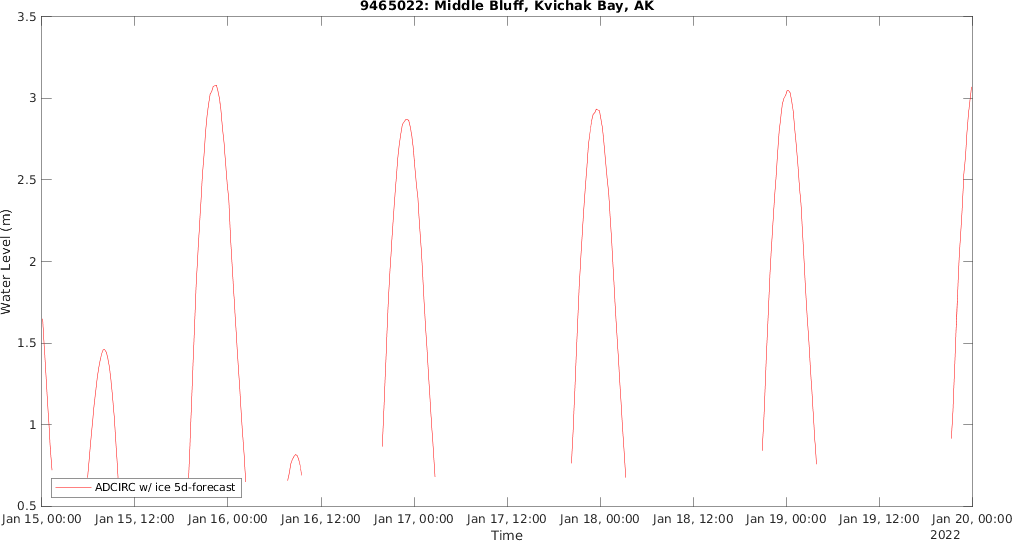 9465022: Middle Bluff, Kvichak Bay, AK
Water Level (m)
3.5
3
2.5
2
1.5
1
0.5
ADCIRC w/ ice 5d-forecast
Jan 15, 00:00 Jan 15, 12:00 Jan 16, 00:00 Jan 16, 12:00 Jan 17, 00:00 Jan 17, 12:00 Jan 18, 00:00 Jan 18, 12:00 Jan 19, 00:00 Jan 19, 12:00 Jan 20, 00:00
Time
2022